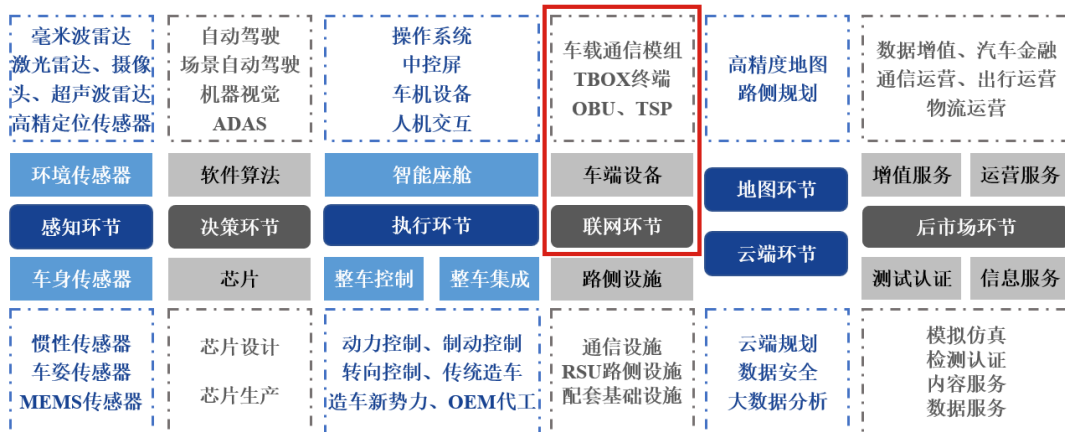 毫米波雷达
激光雷达、摄像
头、超声波雷达
高精定位传感器
自动驾驶
场景自动驾驶
机器视觉
ADAS
操作系统
中控屏
车机设备
人机交互
车载通信模组
TBOX终端
OBU、TSP
高精度地图
路侧规划
数据增值、汽车金融
通信运营、出行运营
物流运营
环境传感器
软件算法
智能座舱
车端设备
地图环节
增值服务
运营服务
感知环节
决策环节
执行环节
联网环节
云端环节
后市场环节
车身传感器
芯片
整车控制
整车集成
路侧设施
测试认证
信息服务
惯性传感器
车姿传感器
MEMS传感器
芯片设计
芯片生产
动力控制、制动控制
转向控制、传统造车
造车新势力、OEM代工
通信设施
RSU路侧设施
配套基础设施
云端规划
数据安全
大数据分析
模拟仿真
检测认证
内容服务
数据服务